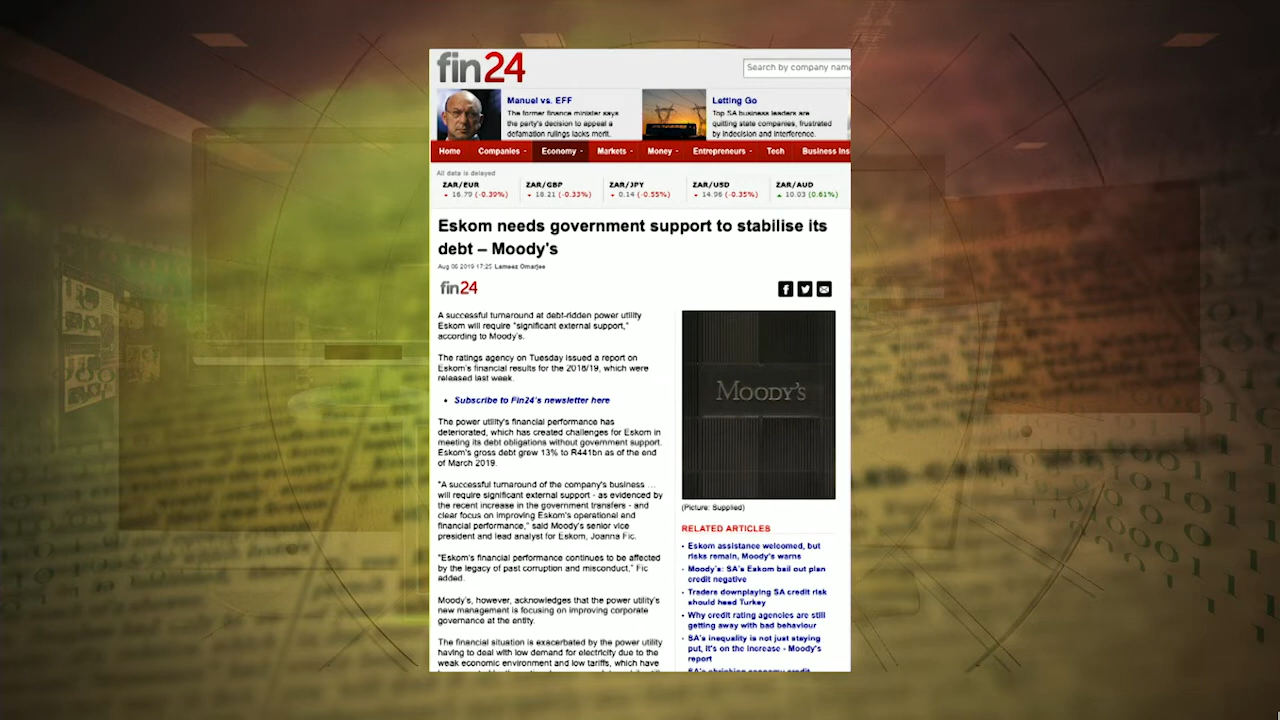 fin24
Search by company name
Manuel vs. EFF
The former finance minister says
the party's decision to appeal a
defamation rulings lacks merit.
Letting Go
Top SA business leaders are
quitting state companies, frustrated
by indecision and interference.
Home Companies Economy Markets Money Entrepreneurs Tech Business Ins
All data is delayed
ZAR/EUR ZAR/GBP ZAR/JPY ZAR/USD ZAR/AUD
16.79 (-0.39%) 18.21 (-0.33%) 0.14 (-0.55%) 14.96 (-0.35%) 10.03 (0.61%)
Eskom needs government support to stabilise its
debt – Moody's
Aug 06 2019 17:25 Lameez Omarjee
fin24
A successful turnaround at debt-ridden power utility
Eskom will require "significant external support,"
according to Moody's.
The ratings agency on Tuesday issued a report on
Eskom's financial results for the 2018/19, which were
released last week.
• Subscribe to Fin24's newsletter here
The power utility's financial performance has
deteriorated, which has created challenges for Eskom in
meeting its debt obligations without government support.
Eskom's gross debt grew 13% to R441bn as of the end
of March 2019.
"A successful turnaround of the company's business …
will require significant external support - as evidenced by
the recent increase in the government transfers - and
clear focus on improving Eskom's operational and
financial performance," said Moody's senior vice
president and lead analyst for Eskom, Joanna Fic.
"Eskom's financial performance continues to be affected
by the legacy of past corruption and misconduct," Fic
added.
Moody's, however, acknowledges that the power utility's
new management is focusing on improving corporate
governance at the entity.
The financial situation is exacerbated by the power utility
having to deal with low demand for electricity due to the
weak economic environment and low tariffs, which have
MOODY'S
(Picture: Supplied)
RELATED ARTICLES
• Eskom assistance welcomed, but
risks remain, Moody's warns
• Moody's: SA's Eskom bail out plan
credit negative
• Traders downplaying SA credit risk
should heed Turkey
• Why credit rating agencies are still
getting away with bad behaviour
• SA's inequality is not just staying
put, it's on the increase - Moody's
report
• SA's shrinking economy credit